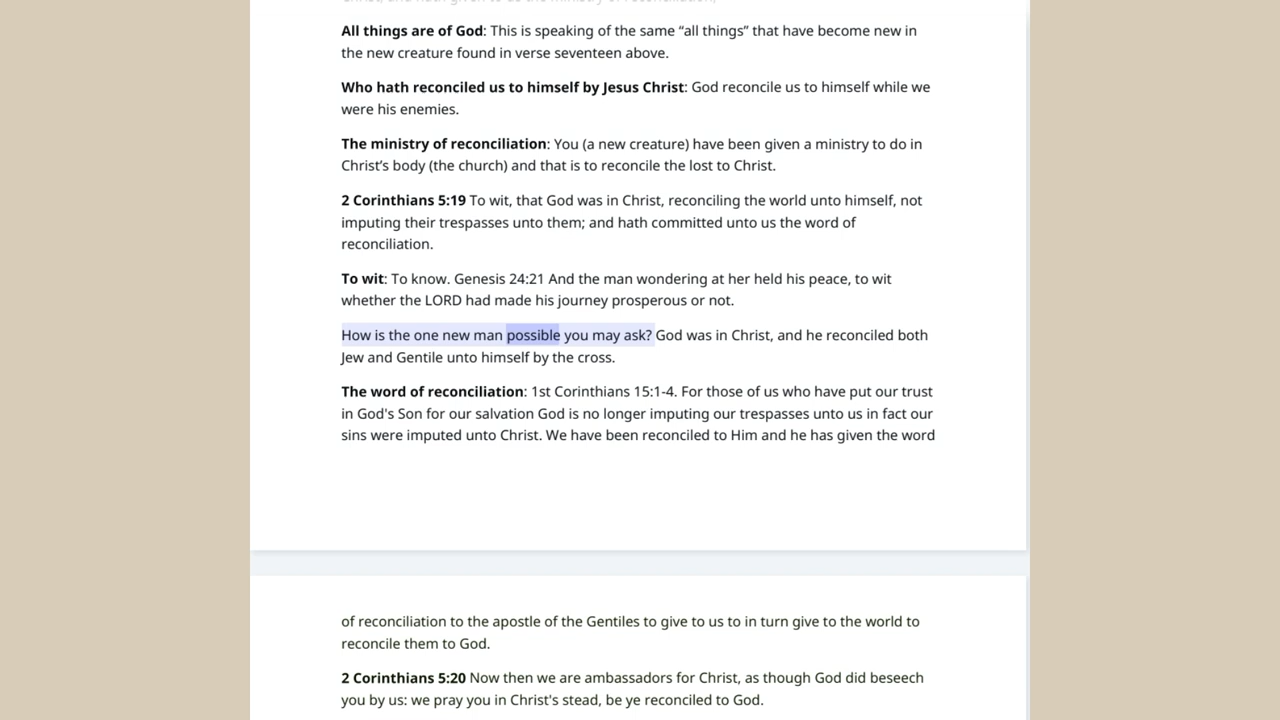 Christ, and hath given to us the ministry of reconciliation,
All things are of God: This is speaking of the same “all things” that have become new in
the new creature found in verse seventeen above.
Who hath reconciled us to himself by Jesus Christ: God reconcile us to himself while we
were his enemies.
The ministry of reconciliation: You (a new creature) have been given a ministry to do in
Christ’s body (the church) and that is to reconcile the lost to Christ.
2 Corinthians 5:19 To wit, that God was in Christ, reconciling the world unto himself, not
imputing their trespasses unto them; and hath committed unto us the word of
reconciliation.
To wit: To know. Genesis 24:21 And the man wondering at her held his peace, to wit
whether the LORD had made his journey prosperous or not.
How is the one new man possible you may ask? God was in Christ, and he reconciled both
Jew and Gentile unto himself by the cross.
The word of reconciliation: 1st Corinthians 15:1-4. For those of us who have put our trust
in God's Son for our salvation God is no longer imputing our trespasses unto us in fact our
sins were imputed unto Christ. We have been reconciled to Him and he has given the word
of reconciliation to the apostle of the Gentiles to give to us to in turn give to the world to
reconcile them to God.
2 Corinthians 5:20 Now then we are ambassadors for Christ, as though God did beseech
you by us: we pray you in Christ's stead, be ye reconciled to God.